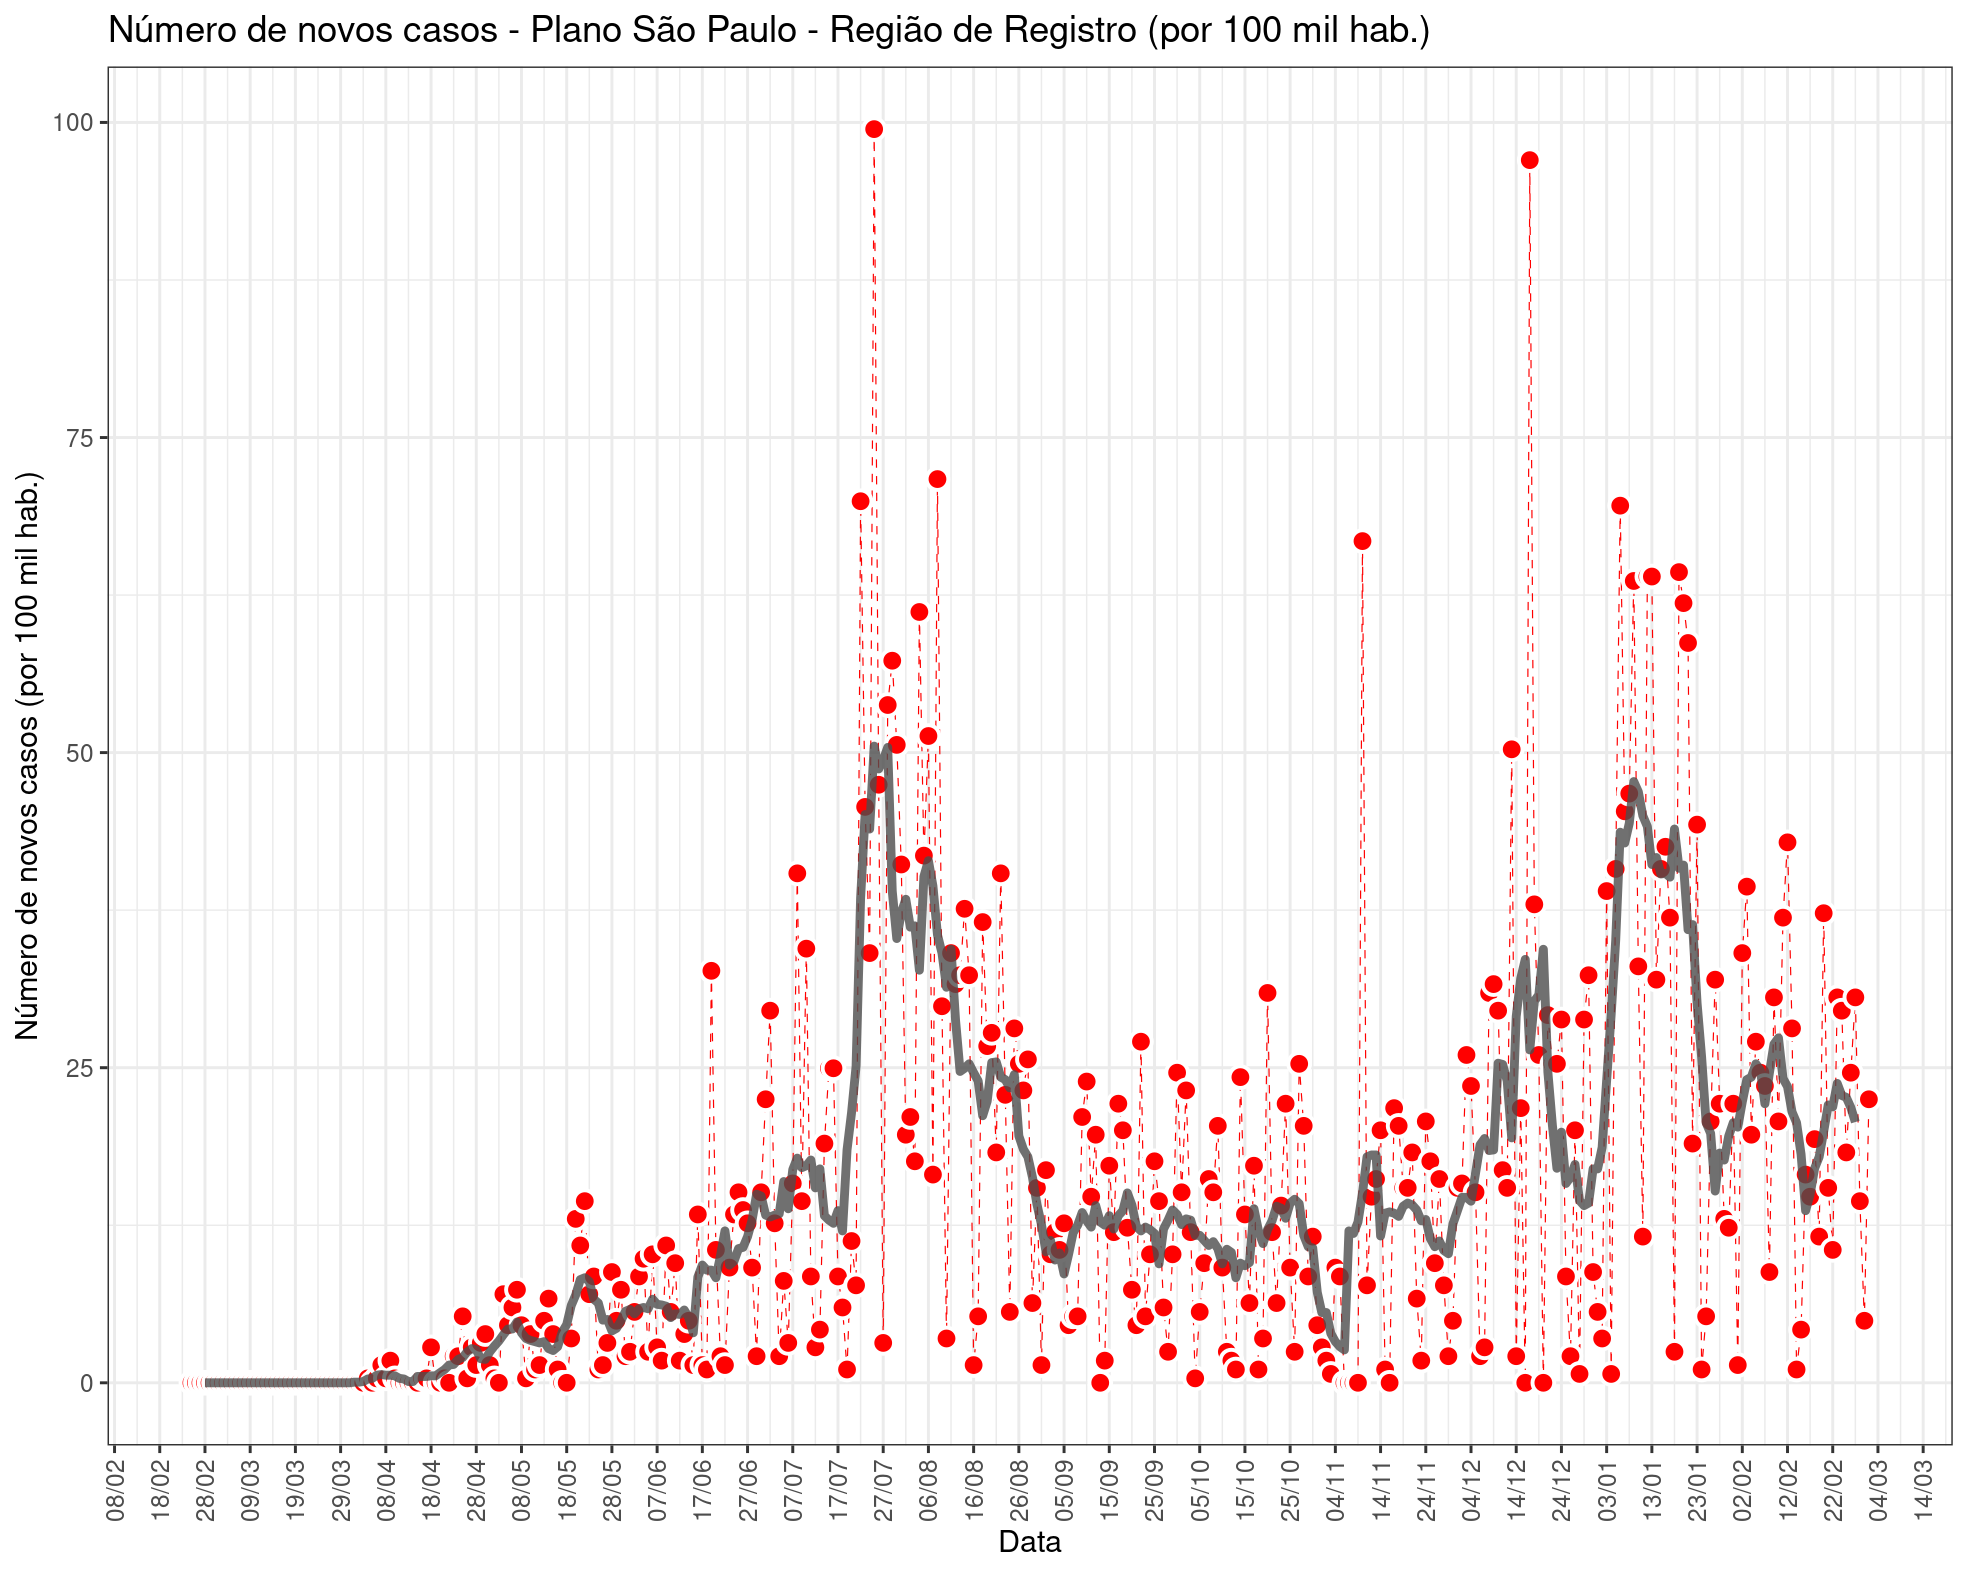 Número de novos casos - Plano São Paulo - Região de Registro (por 100 mil hab.)
Número de novos casos (por 100 mil hab.)
100
75
50
25
0
08/02 18/02 28/02 09/03 19/03 29/03 08/04 18/04 28/04 08/05 18/05 28/05 07/06 17/06 27/06 07/07 17/07 27/07 06/08 16/08 26/08 05/09 15/09 25/09 05/10 15/10 25/10 04/11 14/11 24/11 04/12 14/12 24/12 03/01 13/01 23/01 02/02 12/02 22/02 04/03 14/03
Data